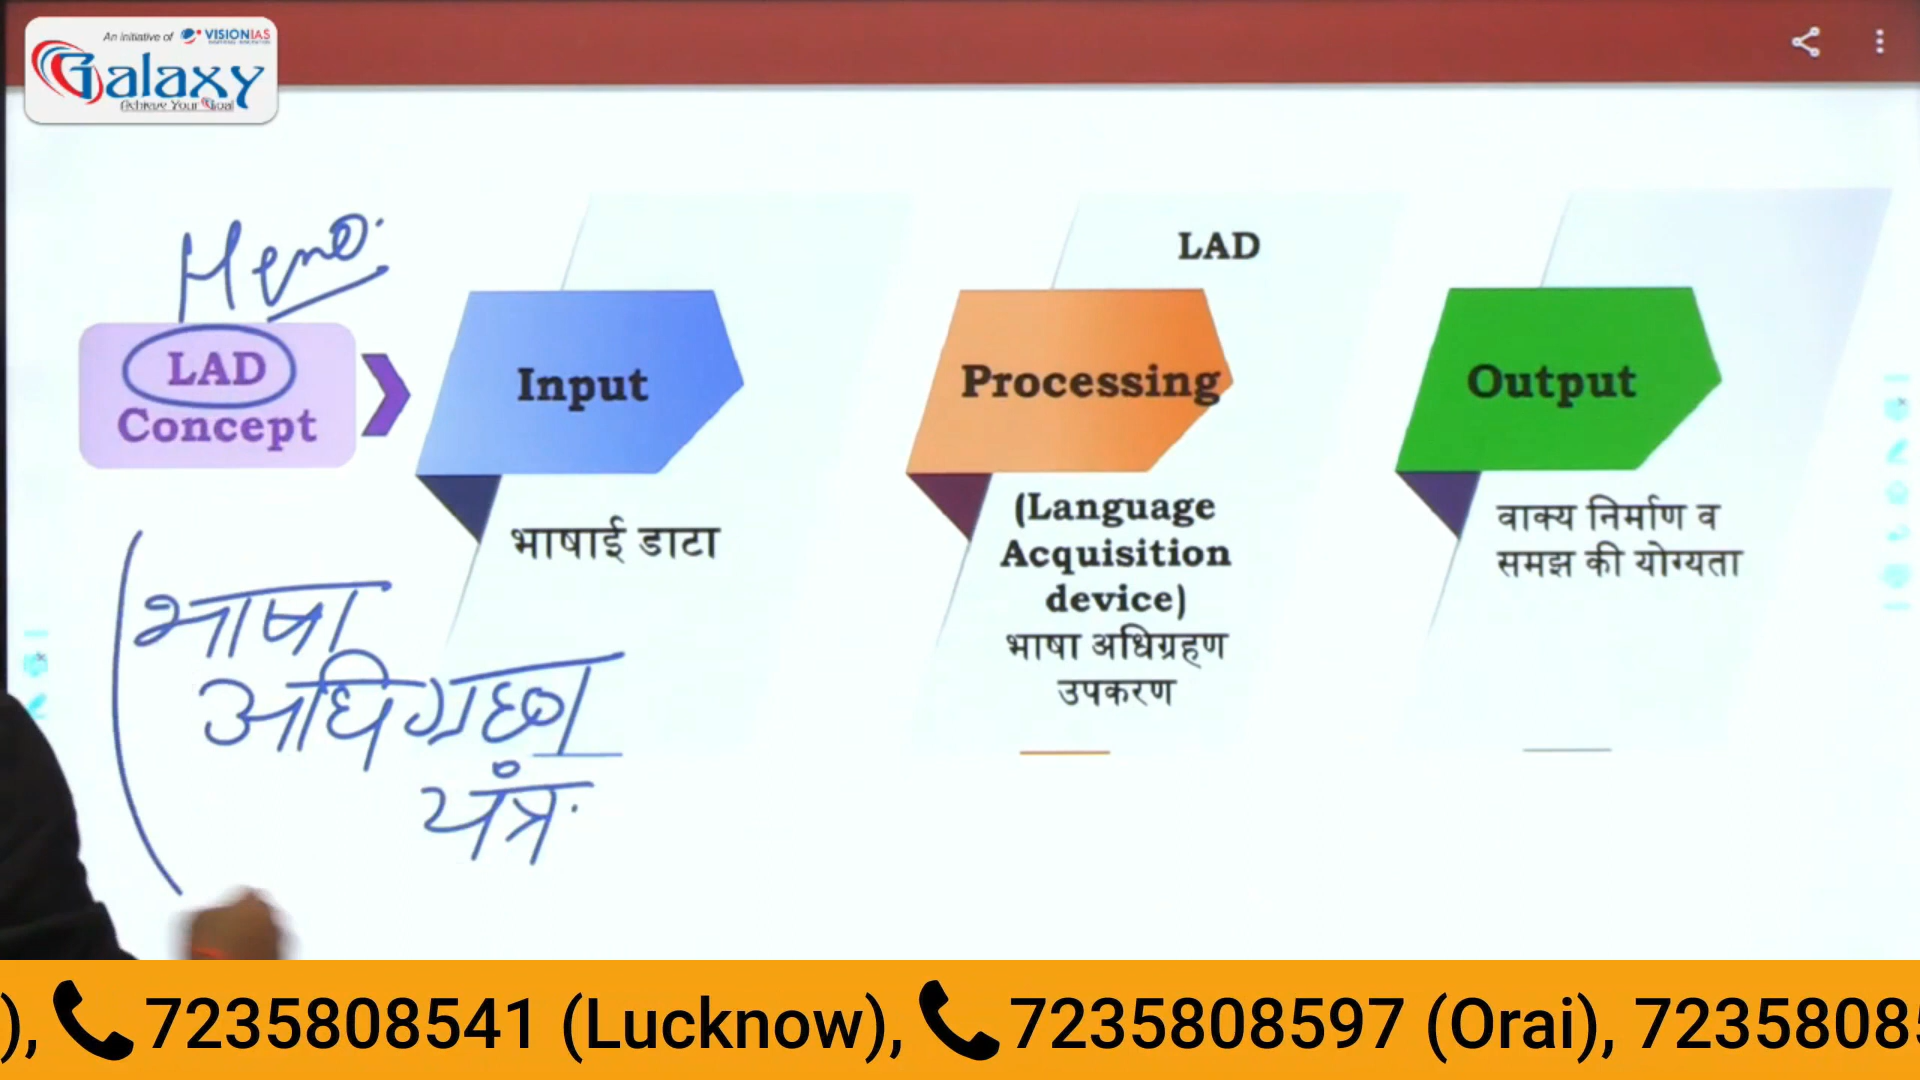 An initiative of VISIONIAS
Galaxy
Achieve Your Goal
LAD
LAD
Concept
Input
Processing
Output
भाषाई डाटा
(Language
Acquisition
device)
भाषा अधिग्रहण
उपकरण
वाक्य निर्माण व
समझ की योग्यता
भाषा
अधिग्रहण
यंत्र
), 7235808541 (Lucknow), 7235808597 (Orai), 72358085